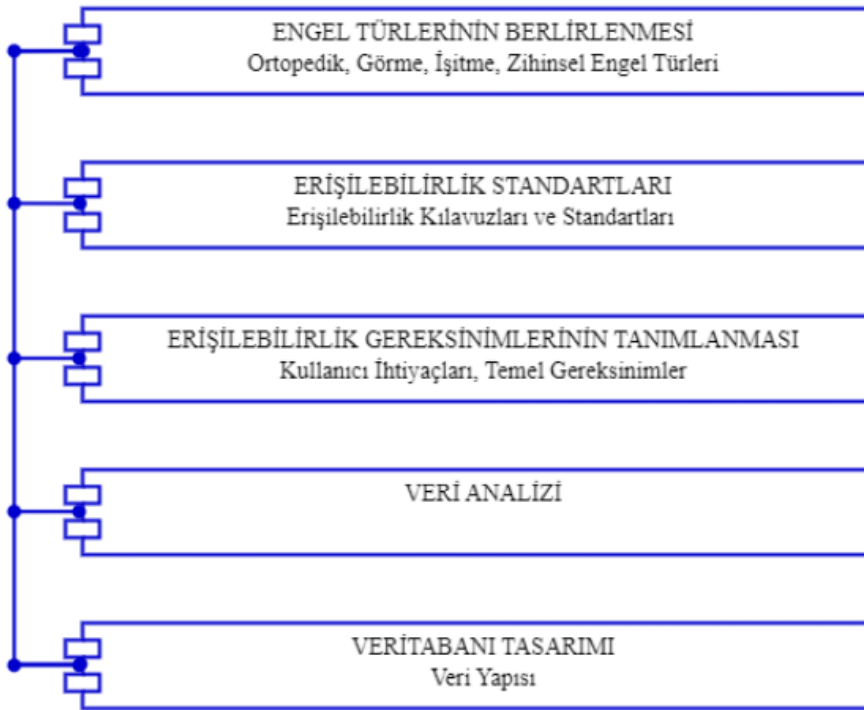 ENGEL TÜRLERİNİN BERLİRLENMESİ
Ortopedik, Görme, İşitme, Zihinsel Engel Türleri
ERİŞİLEBİLİRLİK STANDARTLARI
Erişilebilirlik Kılavuzları ve Standartları
ERİŞİLEBİLİRLİK GEREKSİNİMLERİNİN TANIMLANMASI
Kullanıcı İhtiyaçları, Temel Gereksinimler
VERİ ANALİZİ
VERİTABANI TASARIMI
Veri Yapısı